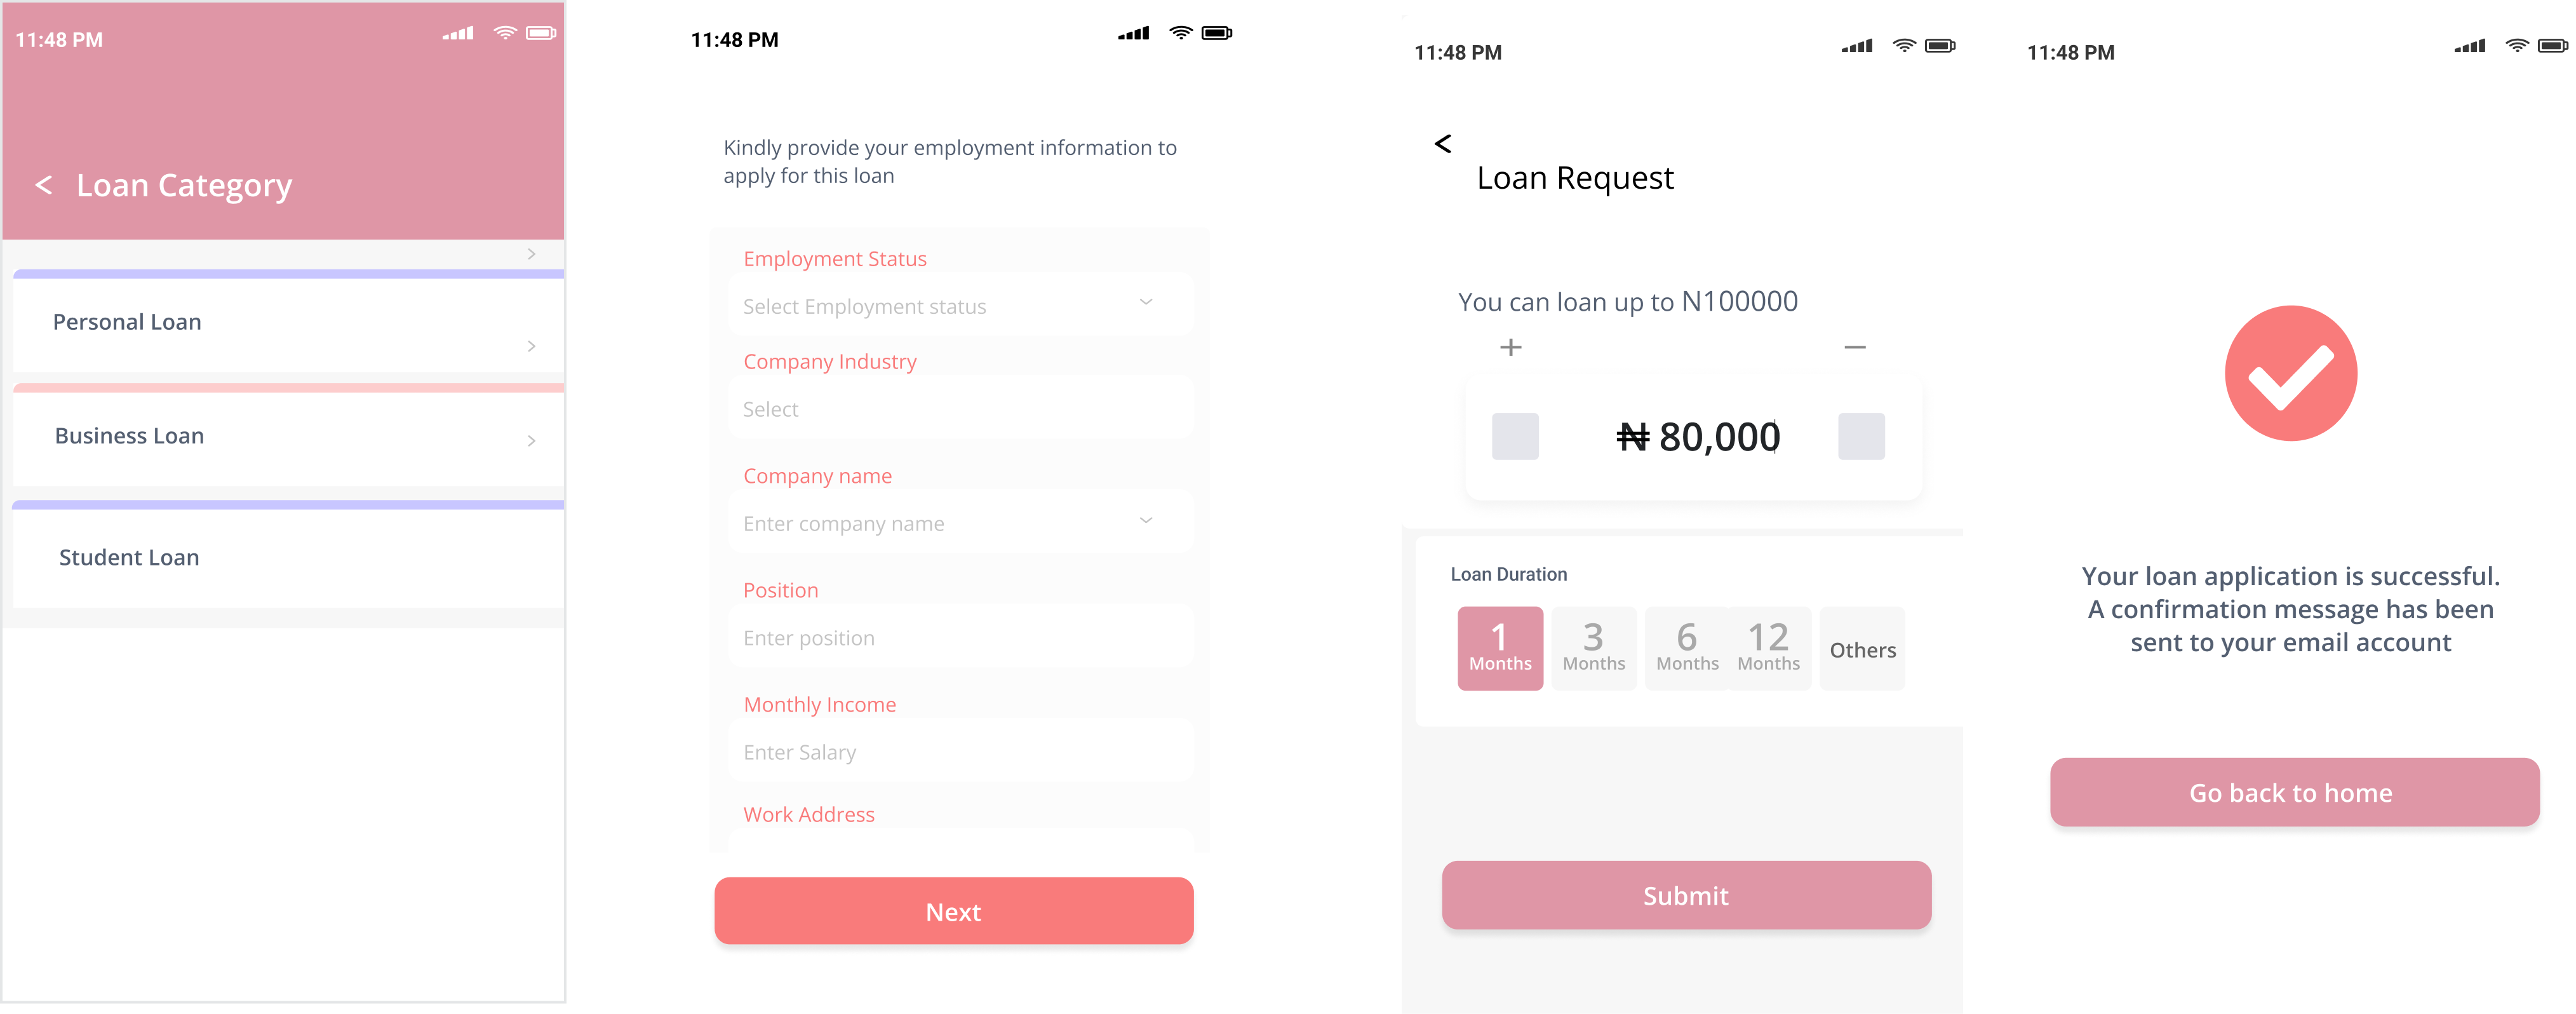 11:48 PM
< Loan Category
Personal Loan
Business Loan
Student Loan
11:48 PM
Kindly provide your employment information to
apply for this loan
Employment Status
Select Employment status
Company Industry
Select
Company name
Enter company name
Position
Enter position
Monthly Income
Enter Salary
Work Address
Next
11:48 PM
<
Loan Request
You can loan up to N100000
+ −
₦ 80,000
Loan Duration
1 3 6 12
Months Months Months Months Others
Submit
11:48 PM
Your loan application is successful.
A confirmation message has been
sent to your email account
Go back to home